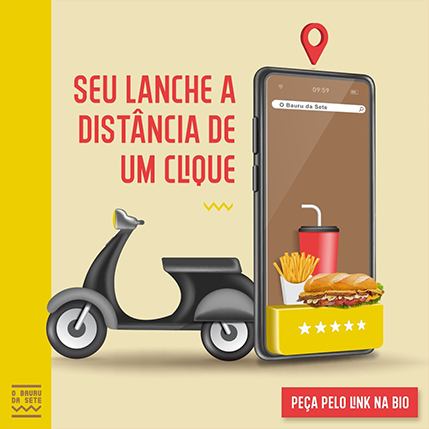 SEU LANCHE A
DISTÂNCIA DE
UM CLIQUE
09:59
O Bauru da Sete
O BAURU
DA SETE
PEÇA PELO LINK NA BIO